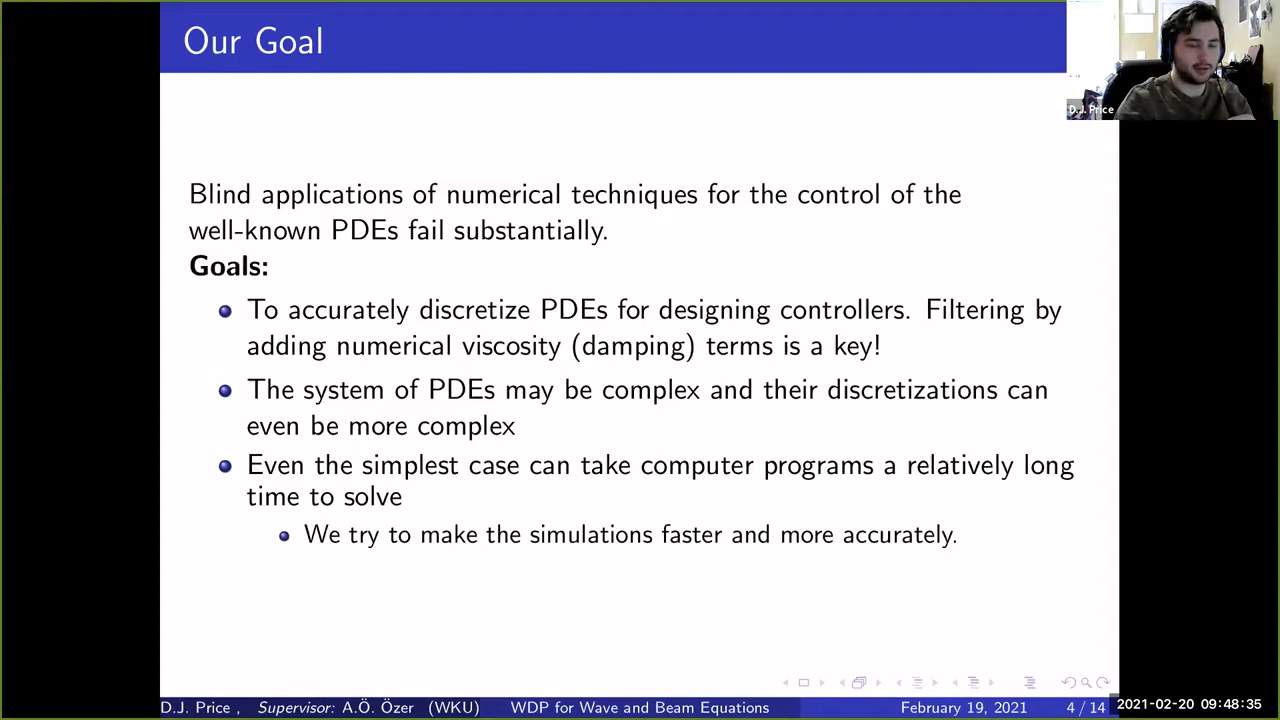 Our Goal
D.J. Price
Blind applications of numerical techniques for the control of the
well-known PDEs fail substantially.
Goals:
To accurately discretize PDEs for designing controllers. Filtering by
adding numerical viscosity (damping) terms is a key!
The system of PDEs may be complex and their discretizations can
even be more complex
Even the simplest case can take computer programs a relatively long
time to solve
We try to make the simulations faster and more accurately.
D.J. Price , Supervisor: A.Ö. Özer (WKU) WDP for Wave and Beam Equations February 19, 2021 4 / 14
2021-02-20 09:48:35